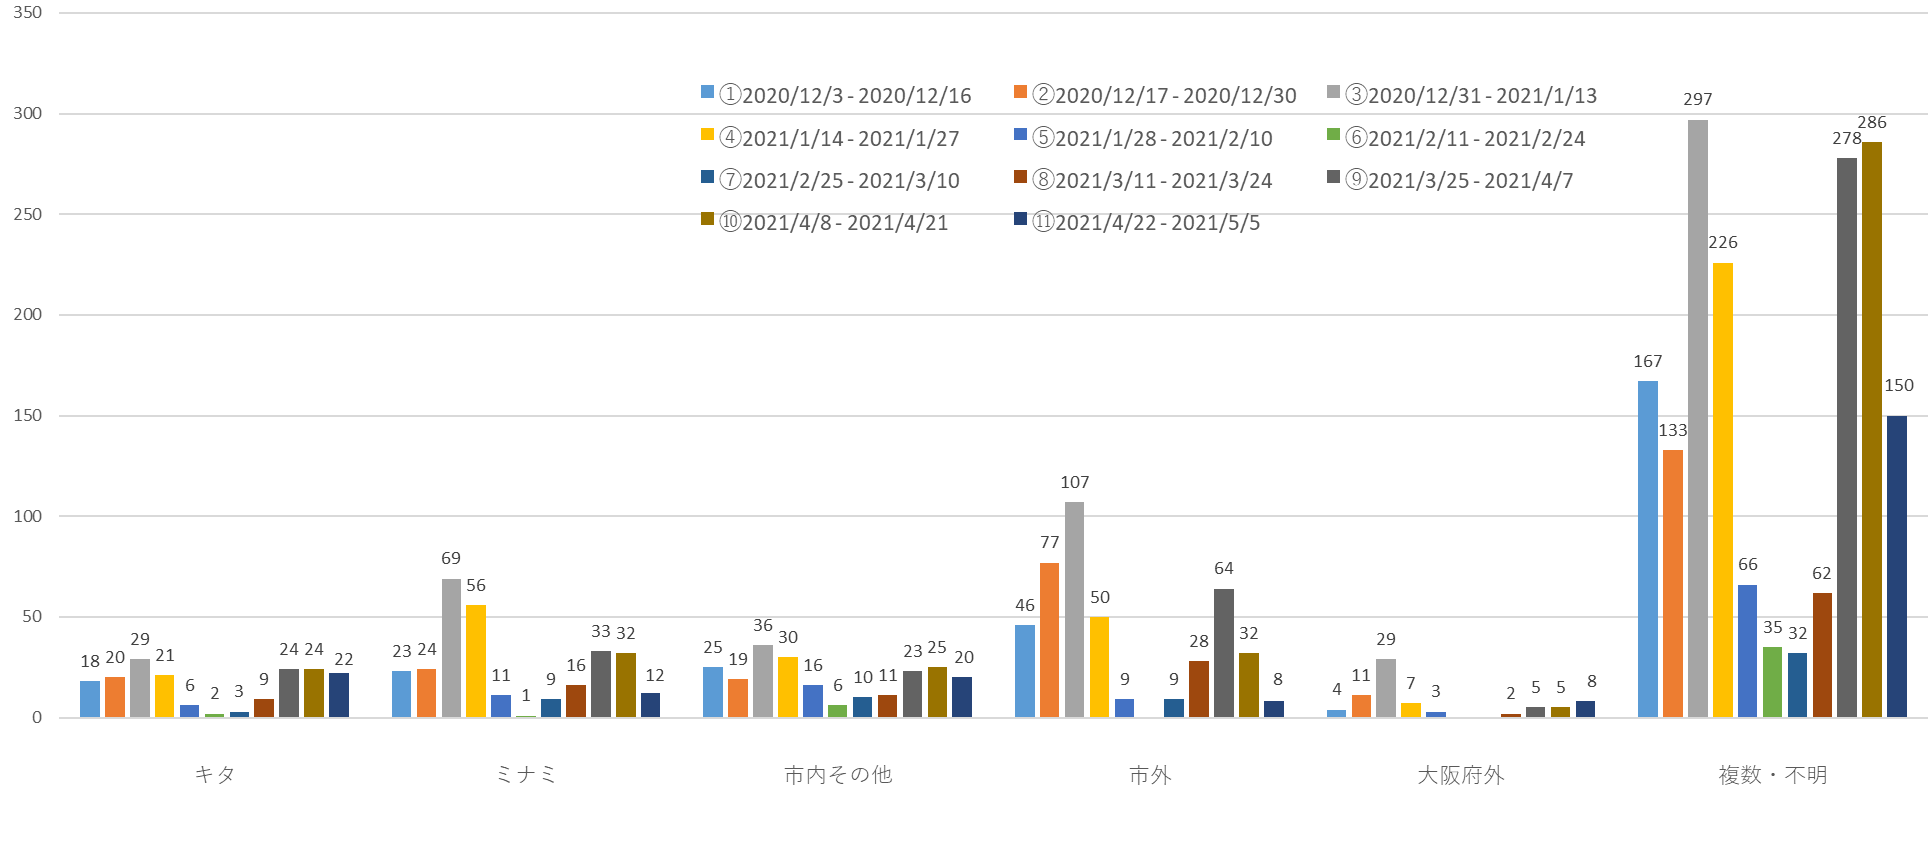 350
300
250
200
150
100
50
0
①2020/12/3 - 2020/12/16 ②2020/12/17 - 2020/12/30 ③2020/12/31 - 2021/1/13
④2021/1/14 - 2021/1/27 ⑤2021/1/28 - 2021/2/10 ⑥2021/2/11 - 2021/2/24
⑦2021/2/25 - 2021/3/10 ⑧2021/3/11 - 2021/3/24 ⑨2021/3/25 - 2021/4/7
⑩2021/4/8 - 2021/4/21 ⑪2021/4/22 - 2021/5/5
18 20 29 21 6 2 3 9 24 24 22
23 24 69 56 11 1 9 16 33 32 12
25 19 36 30 16 6 10 11 23 25 20
46 77 107 50 9 9 28 64 32 8
4 11 29 7 3 2 5 5 8
167 133 297 226 66 35 32 62 278 286 150
キタ ミナミ 市内その他 市外 大阪府外 複数・不明